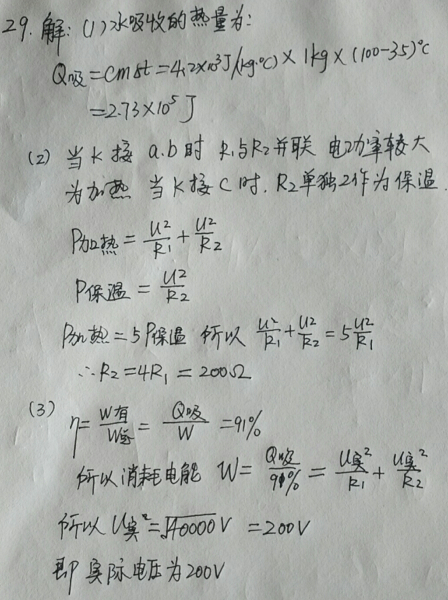 29. 解: (1) 水吸收的热量为:
Q吸 = cmΔt = 4.2×10³J/(kg·℃) × 1kg × (100-35)℃
= 2.73×10⁵ J
(2) 当K接 a.b时 R₁与R₂并联 电功率较大
为加热 当K接C时. R₂单独工作为保温.
P加热 = U²/R₁ + U²/R₂
P保温 = U²/R₂
P加热 = 5P保温 所以 U²/R₁ + U²/R₂ = 5U²/R₁
∴ R₂ = 4R₁ = 200Ω
(3) η = W有/W总 = Q吸/W = 91%
所以消耗电能 W = Q吸/91% = U实²/R₁ + U实²/R₂
所以 U实² = √40000 V = 200V
即 实际电压为200V